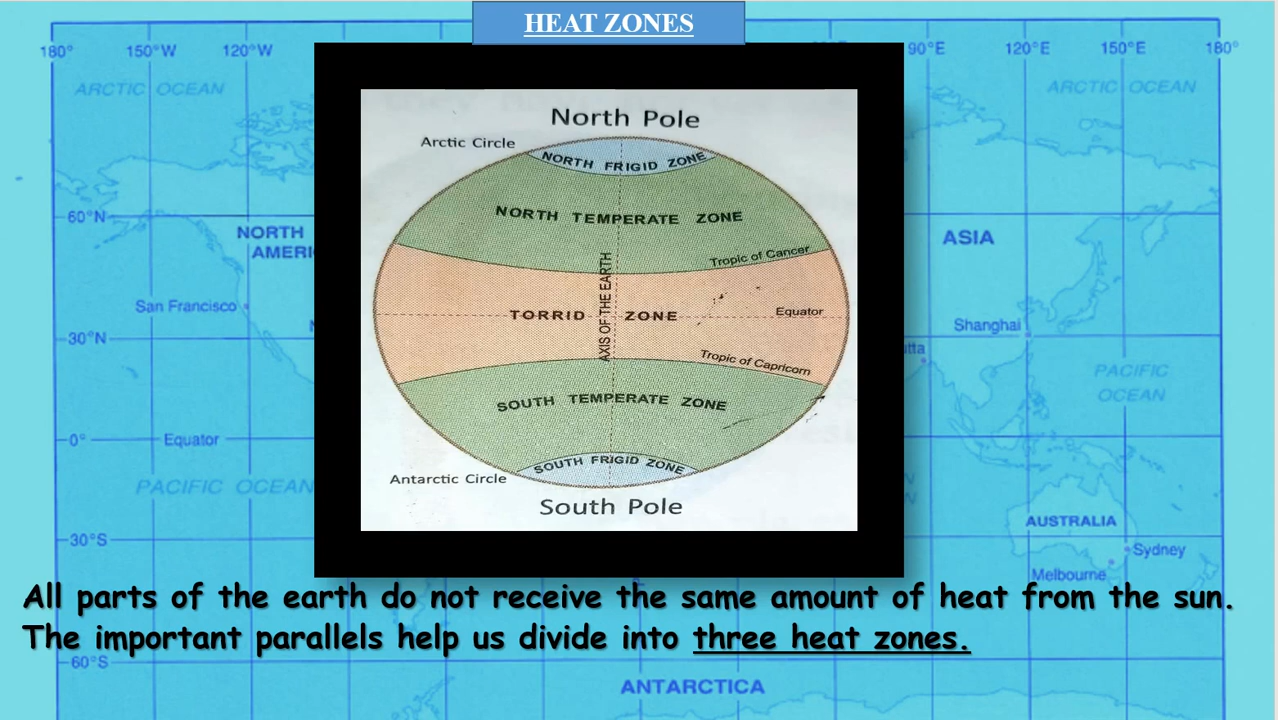 HEAT ZONES
180°
150°W
120°W
90°E
120°E
150°E
180°
ARCTIC OCEAN
ARCTIC OCEAN
North Pole
Arctic Circle
NORTH FRIGID ZONE
NORTH TEMPERATE ZONE
60°N
NORTH
ASIA
Tropic of Cancer
AXIS OF THE EARTH
San Francisco
TORRID ZONE
Equator
Shanghai
30°N
Tropic of Capricorn
PACIFIC
OCEAN
SOUTH TEMPERATE ZONE
0°
Equator
SOUTH FRIGID ZONE
Antarctic Circle
PACIFIC OCEAN
South Pole
AUSTRALIA
30°S
Sydney
Melbourne
All parts of the earth do not receive the same amount of heat from the sun.
The important parallels help us divide into three heat zones.
60°S
ANTARCTICA